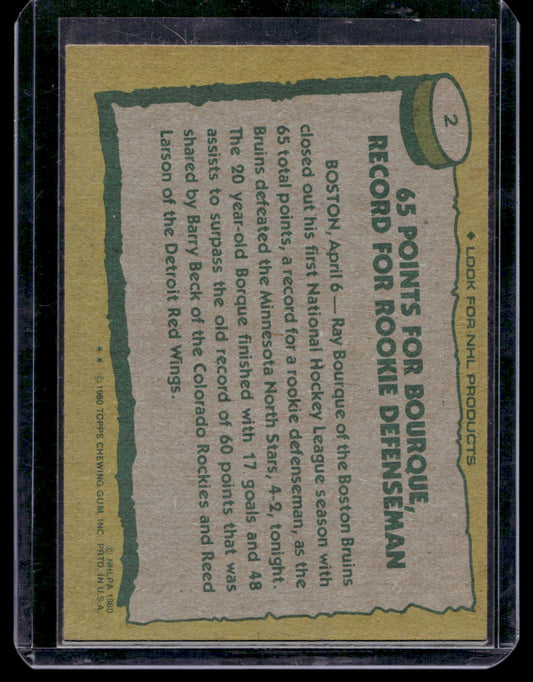 ◆ LOOK FOR NHL PRODUCTS
2
65 POINTS FOR BOURQUE,
RECORD FOR ROOKIE DEFENSEMAN
BOSTON, April 6—Ray Bourque of the Boston Bruins
closed out his first National Hockey League season with
65 total points, a record for a rookie defenseman, as the
Bruins defeated the Minnesota North Stars, 4-2, tonight.
The 20 year-old Borque finished with 17 goals and 48
assists to surpass the old record of 60 points that was
shared by Barry Beck of the Colorado Rockies and Reed
Larson of the Detroit Red Wings.
© NHLPA 1980
** © 1980 TOPPS CHEWING GUM, INC. PRTD. IN U.S.A.